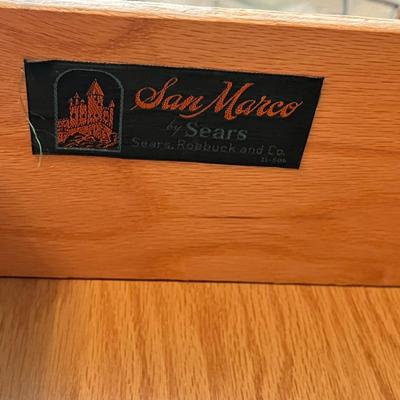 San Marco
by Sears
Sears, Roebuck and Co.